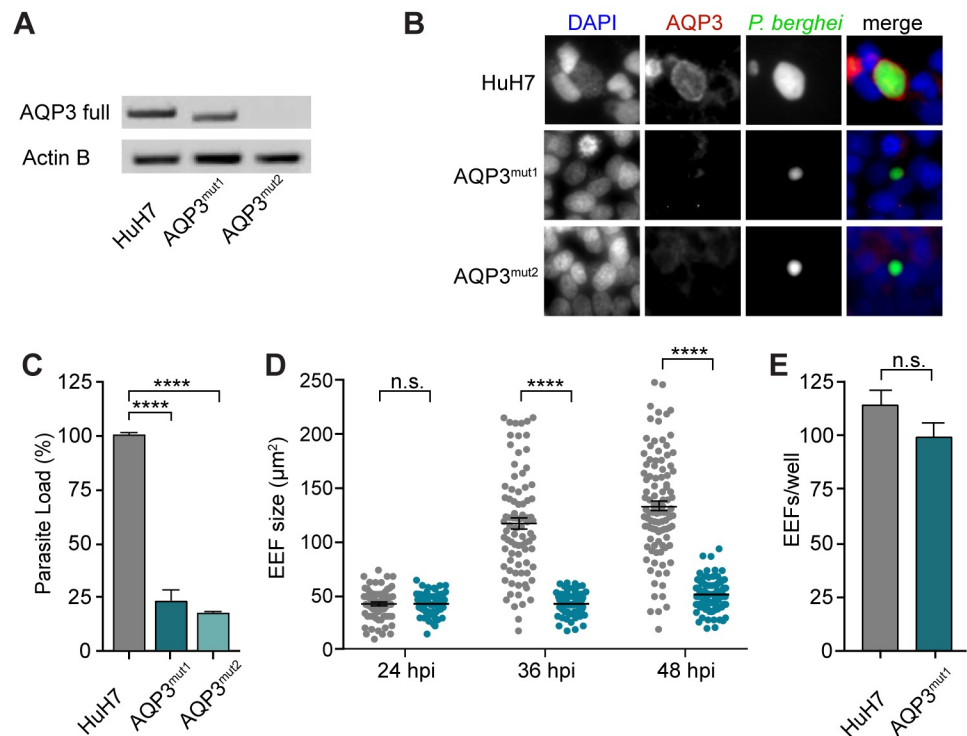 A
AQP3 full
Actin B
HuH7
AQP3mut1
AQP3mut2
B
DAPI AQP3 P. berghei merge
HuH7
AQP3mut1
AQP3mut2
C
Parasite Load (%)
125
100
75
50
25
0
****
****
HuH7
AQP3mut1
AQP3mut2
D
EEF size (µm²)
250
200
150
100
50
0
n.s.
****
****
24 hpi 36 hpi 48 hpi
E
EEFs/well
125
100
75
50
25
0
n.s.
HuH7
AQP3mut1